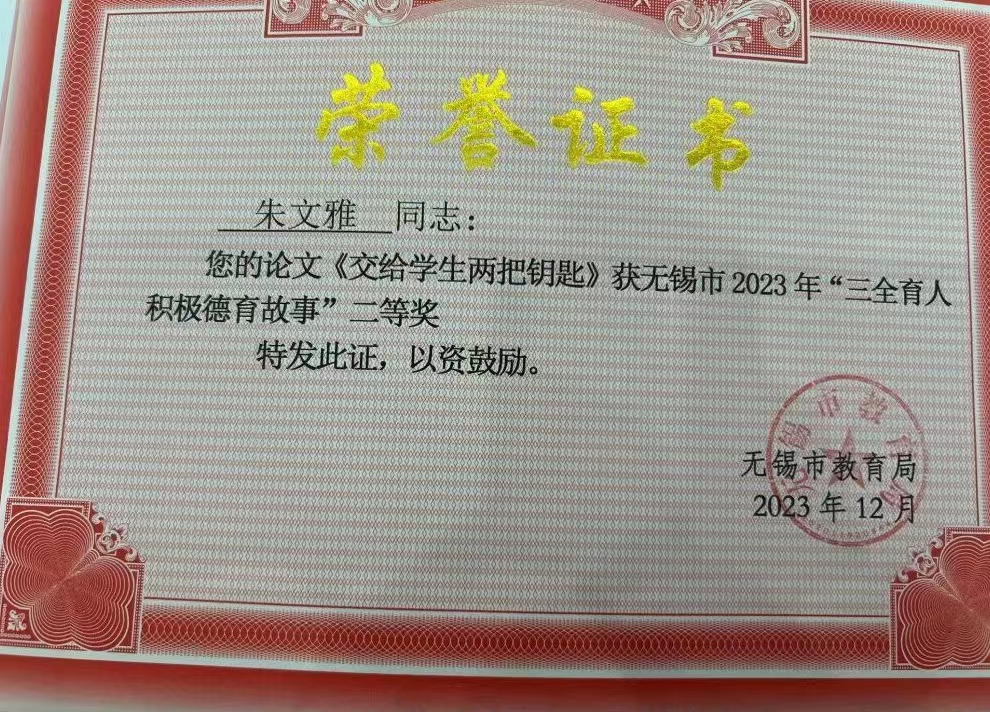 荣誉证书
朱文雅 同志：
您的论文《交给学生两把钥匙》获无锡市2023年“三全育人
积极德育故事”二等奖
特发此证，以资鼓励。
无锡市教育局
2023年12月